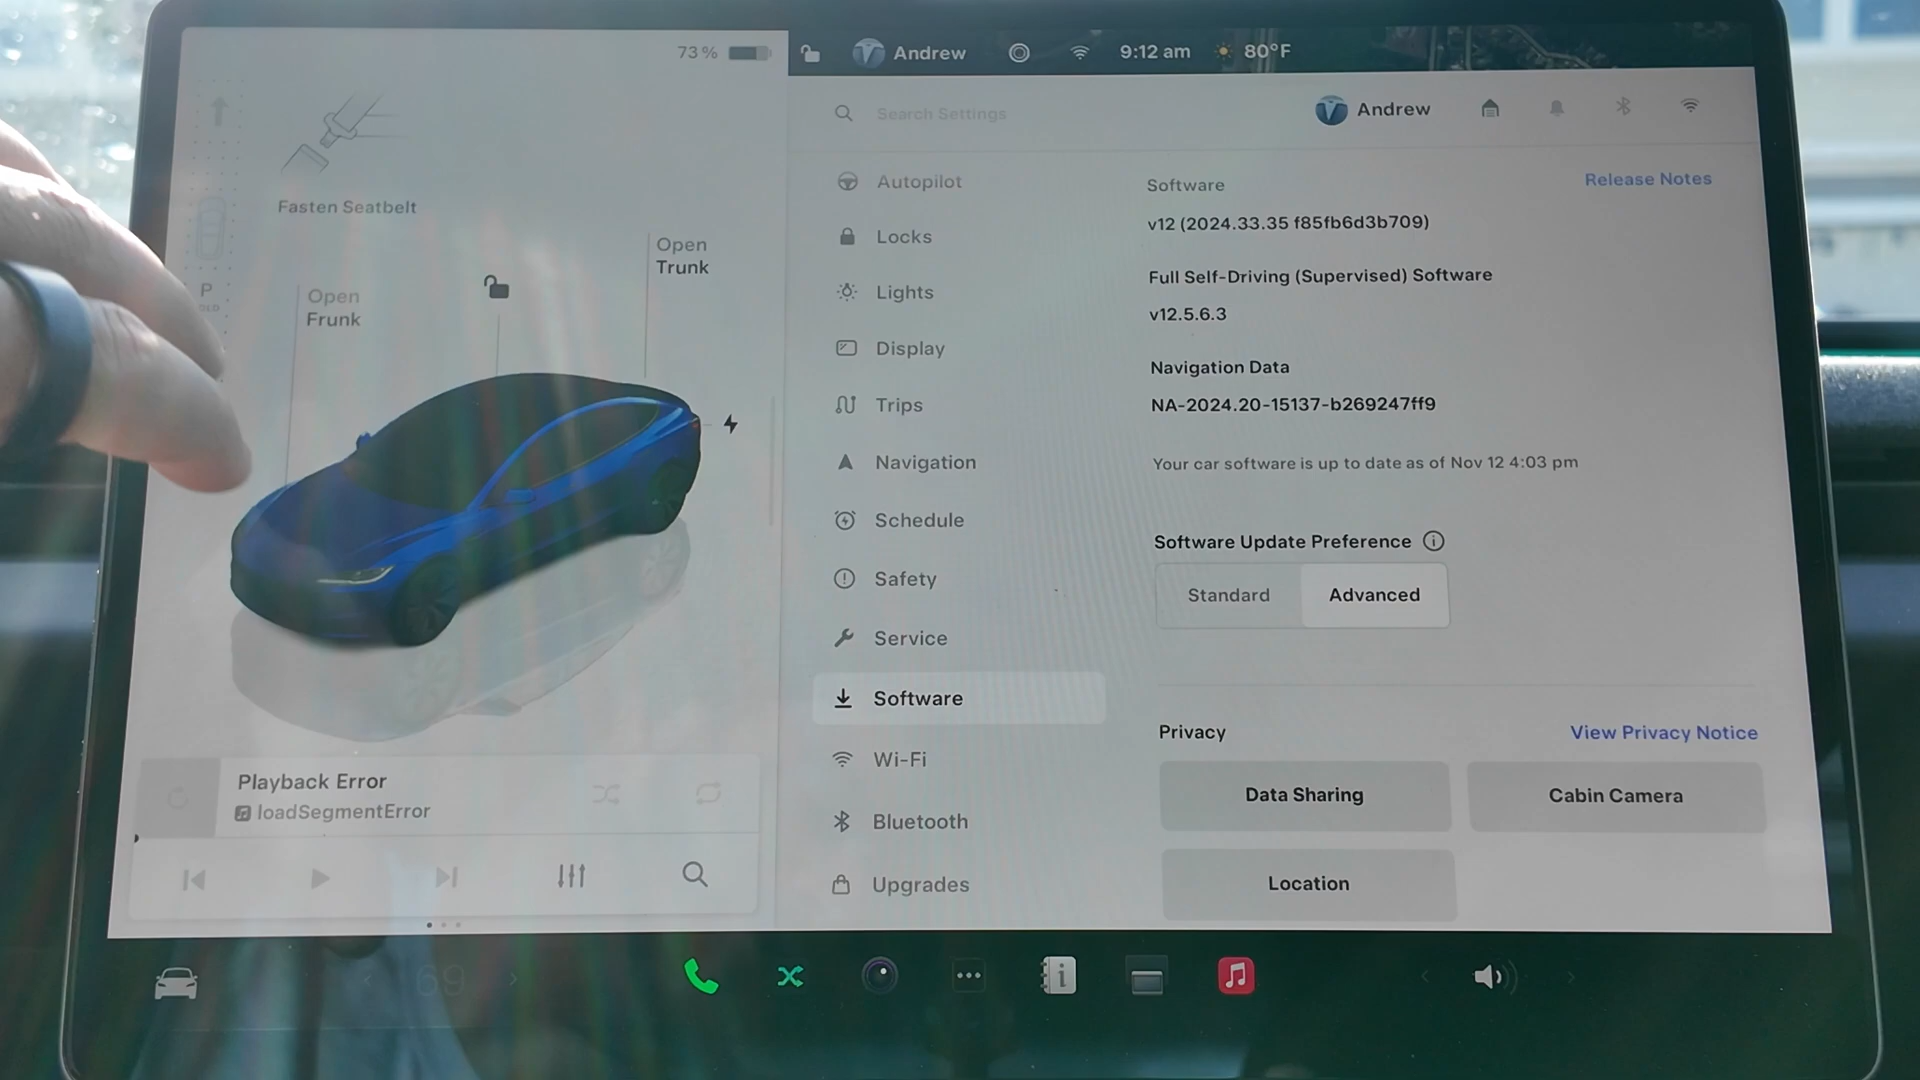 73 %
Andrew
9:12 am
80°F
Fasten Seatbelt
P
Open
Frunk
Open
Trunk
Playback Error
loadSegmentError
Search Settings
Andrew
Autopilot
Locks
Lights
Display
Trips
Navigation
Schedule
Safety
Service
Software
Wi-Fi
Bluetooth
Upgrades
Software
Release Notes
v12 (2024.33.35 f85fb6d3b709)
Full Self-Driving (Supervised) Software
v12.5.6.3
Navigation Data
NA-2024.20-15137-b269247ff9
Your car software is up to date as of Nov 12 4:03 pm
Software Update Preference
Standard
Advanced
Privacy
View Privacy Notice
Data Sharing
Cabin Camera
Location
69